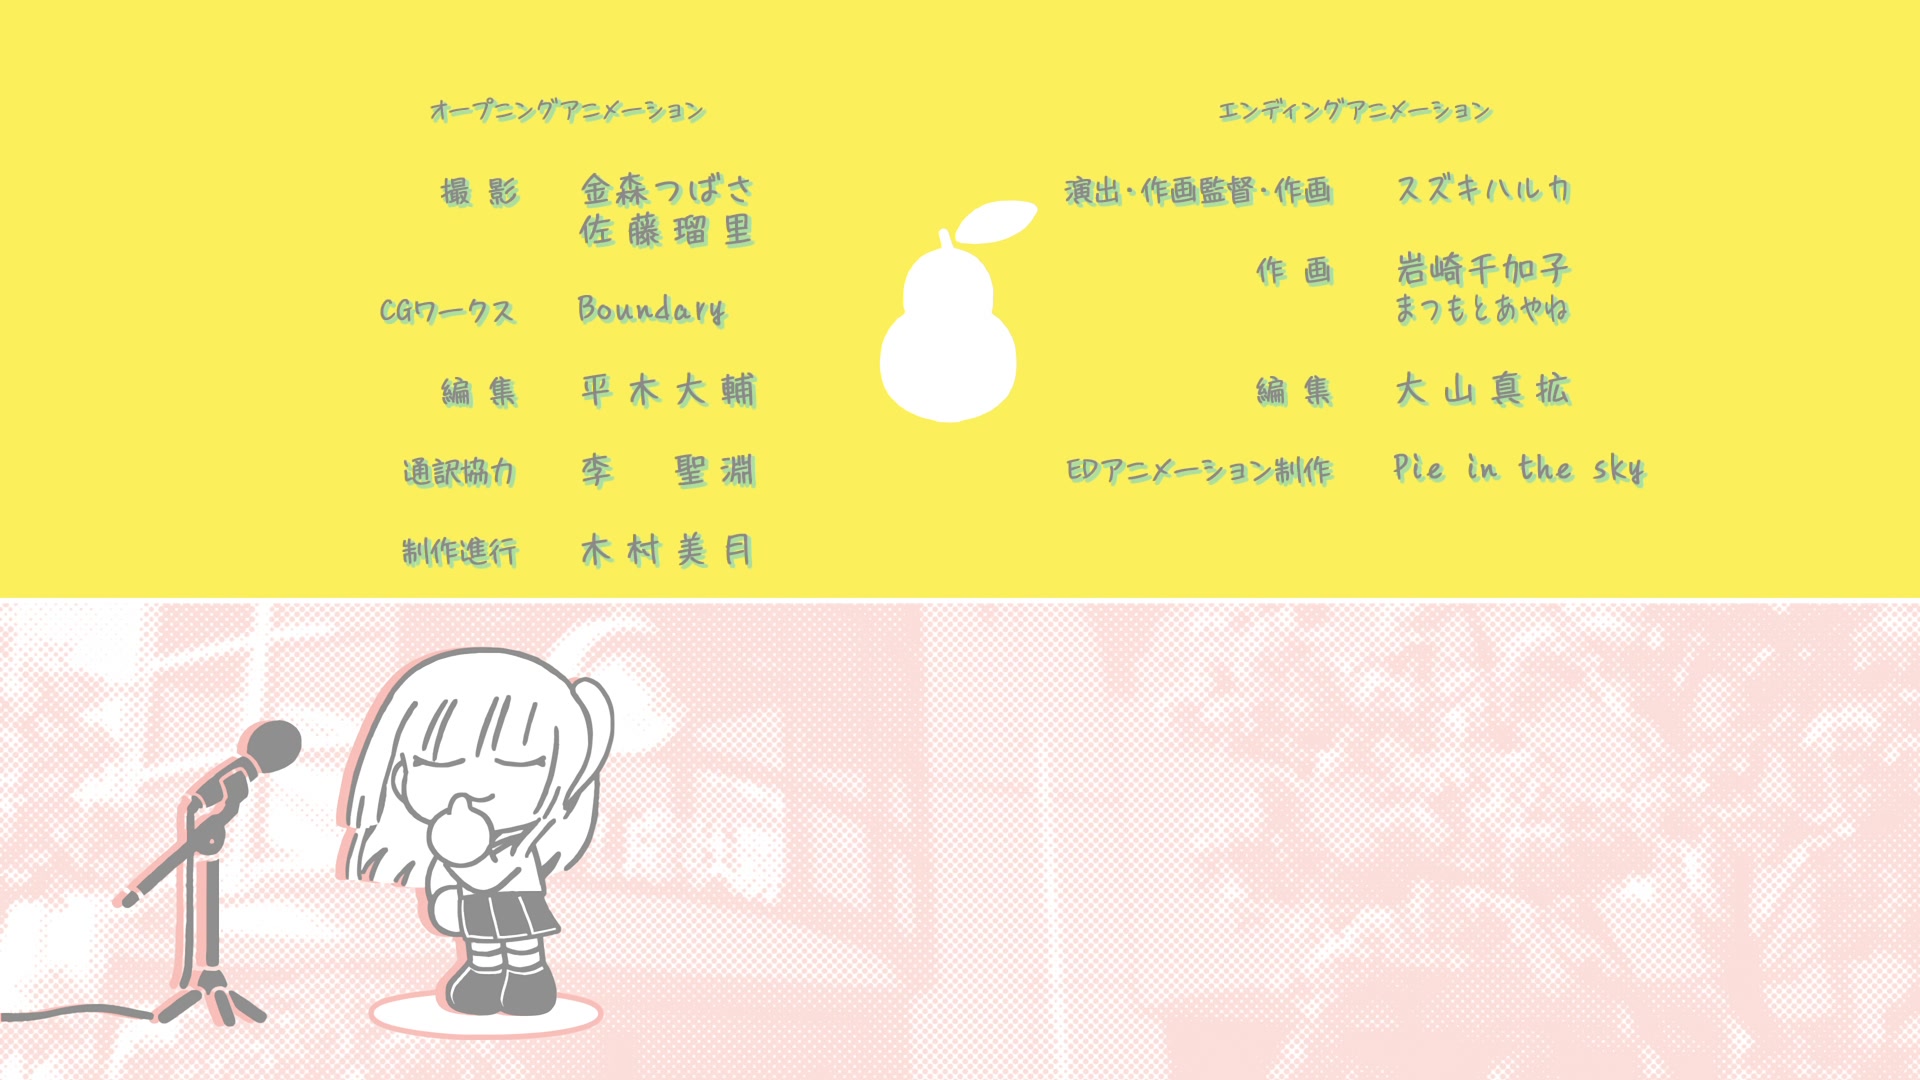 オープニングアニメーション
撮影 金森つばさ
佐藤瑠里
CGワークス Boundary
編集 平木大輔
通訳協力 李 聖淵
制作進行 木村美月
エンディングアニメーション
演出・作画監督・作画 スズキハルカ
作画 岩崎千加子
まつもとあやね
編集 大山真拡
EDアニメーション制作 Pie in the sky